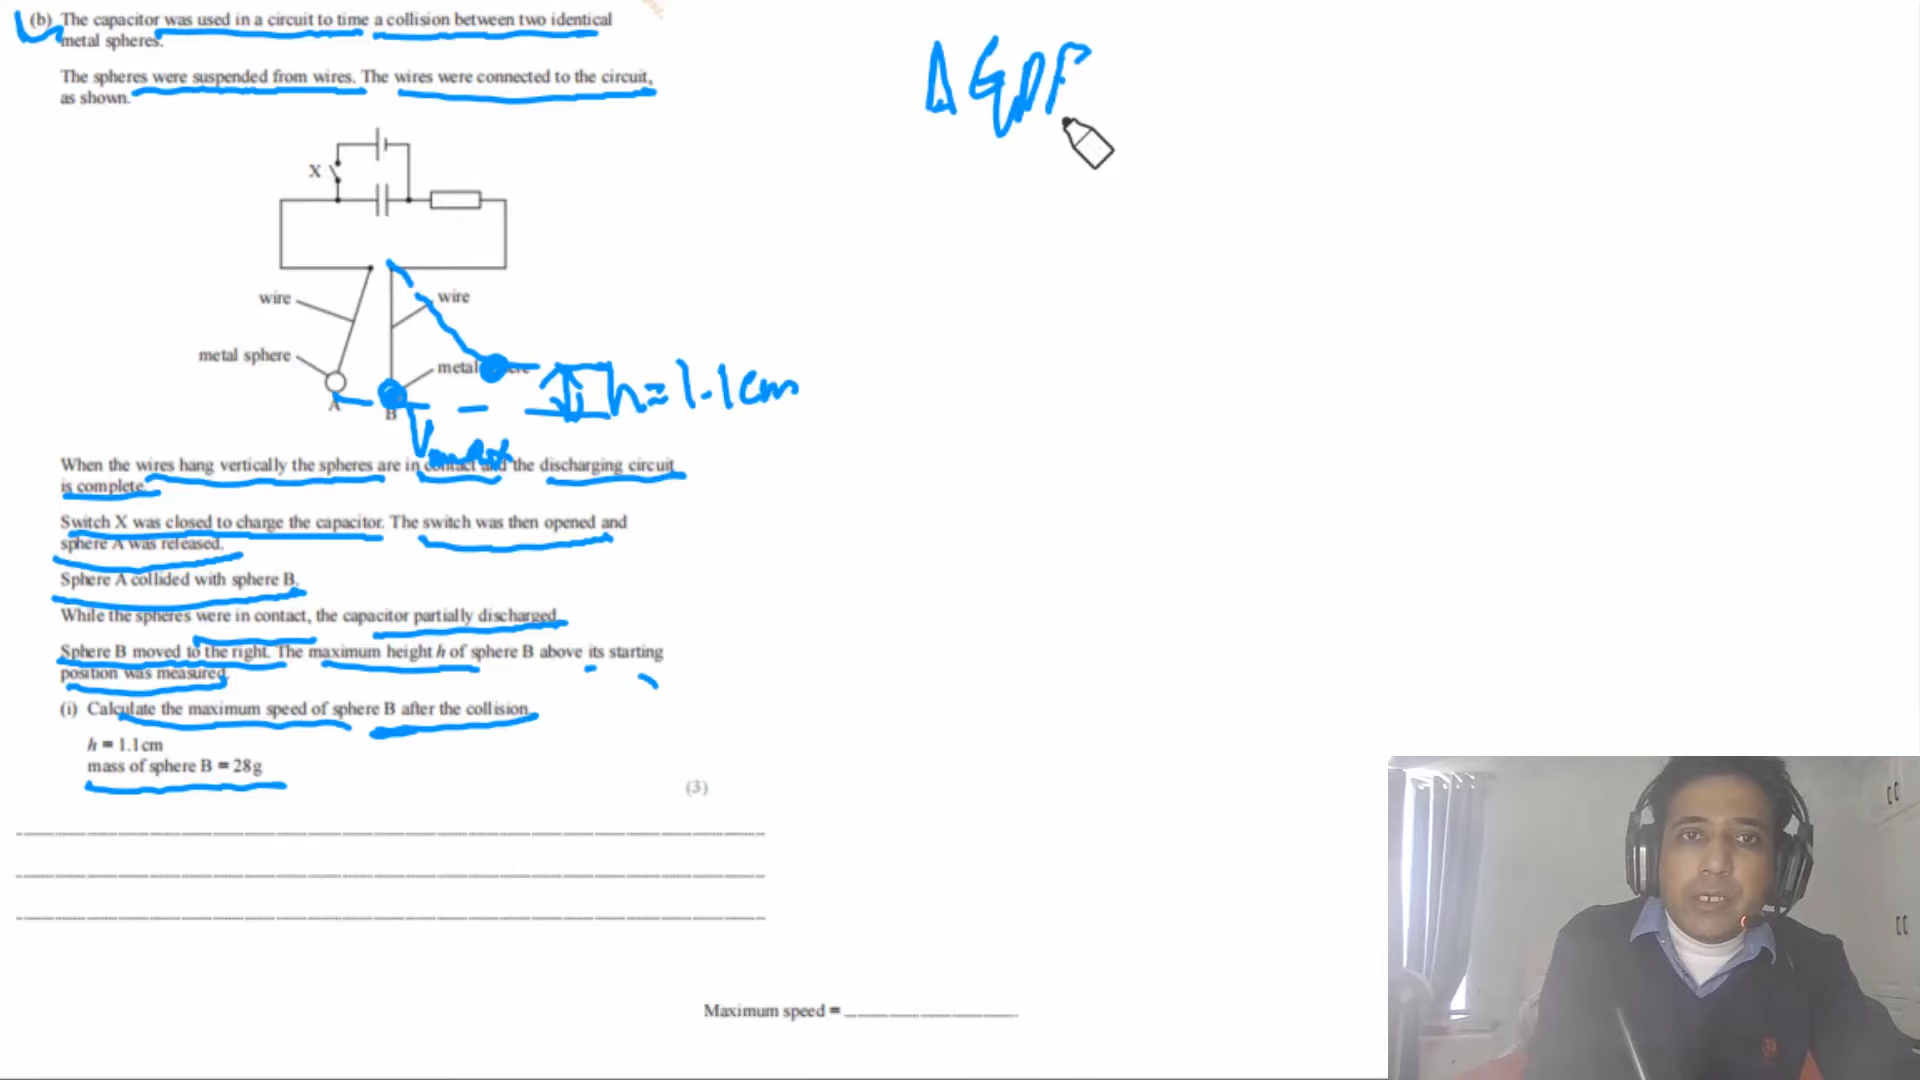 (b) The capacitor was used in a circuit to time a collision between two identical
metal spheres.
The spheres were suspended from wires. The wires were connected to the circuit,
as shown.
X
wire
wire
metal sphere
metal
A
B
h = 1.1cm
Vmax
When the wires hang vertically the spheres are in contact and the discharging circuit
is complete.
Switch X was closed to charge the capacitor. The switch was then opened and
sphere A was released.
Sphere A collided with sphere B.
While the spheres were in contact, the capacitor partially discharged.
Sphere B moved to the right. The maximum height h of sphere B above its starting
position was measured.
(i) Calculate the maximum speed of sphere B after the collision.
h = 1.1cm
mass of sphere B = 28g
(3)
Maximum speed =